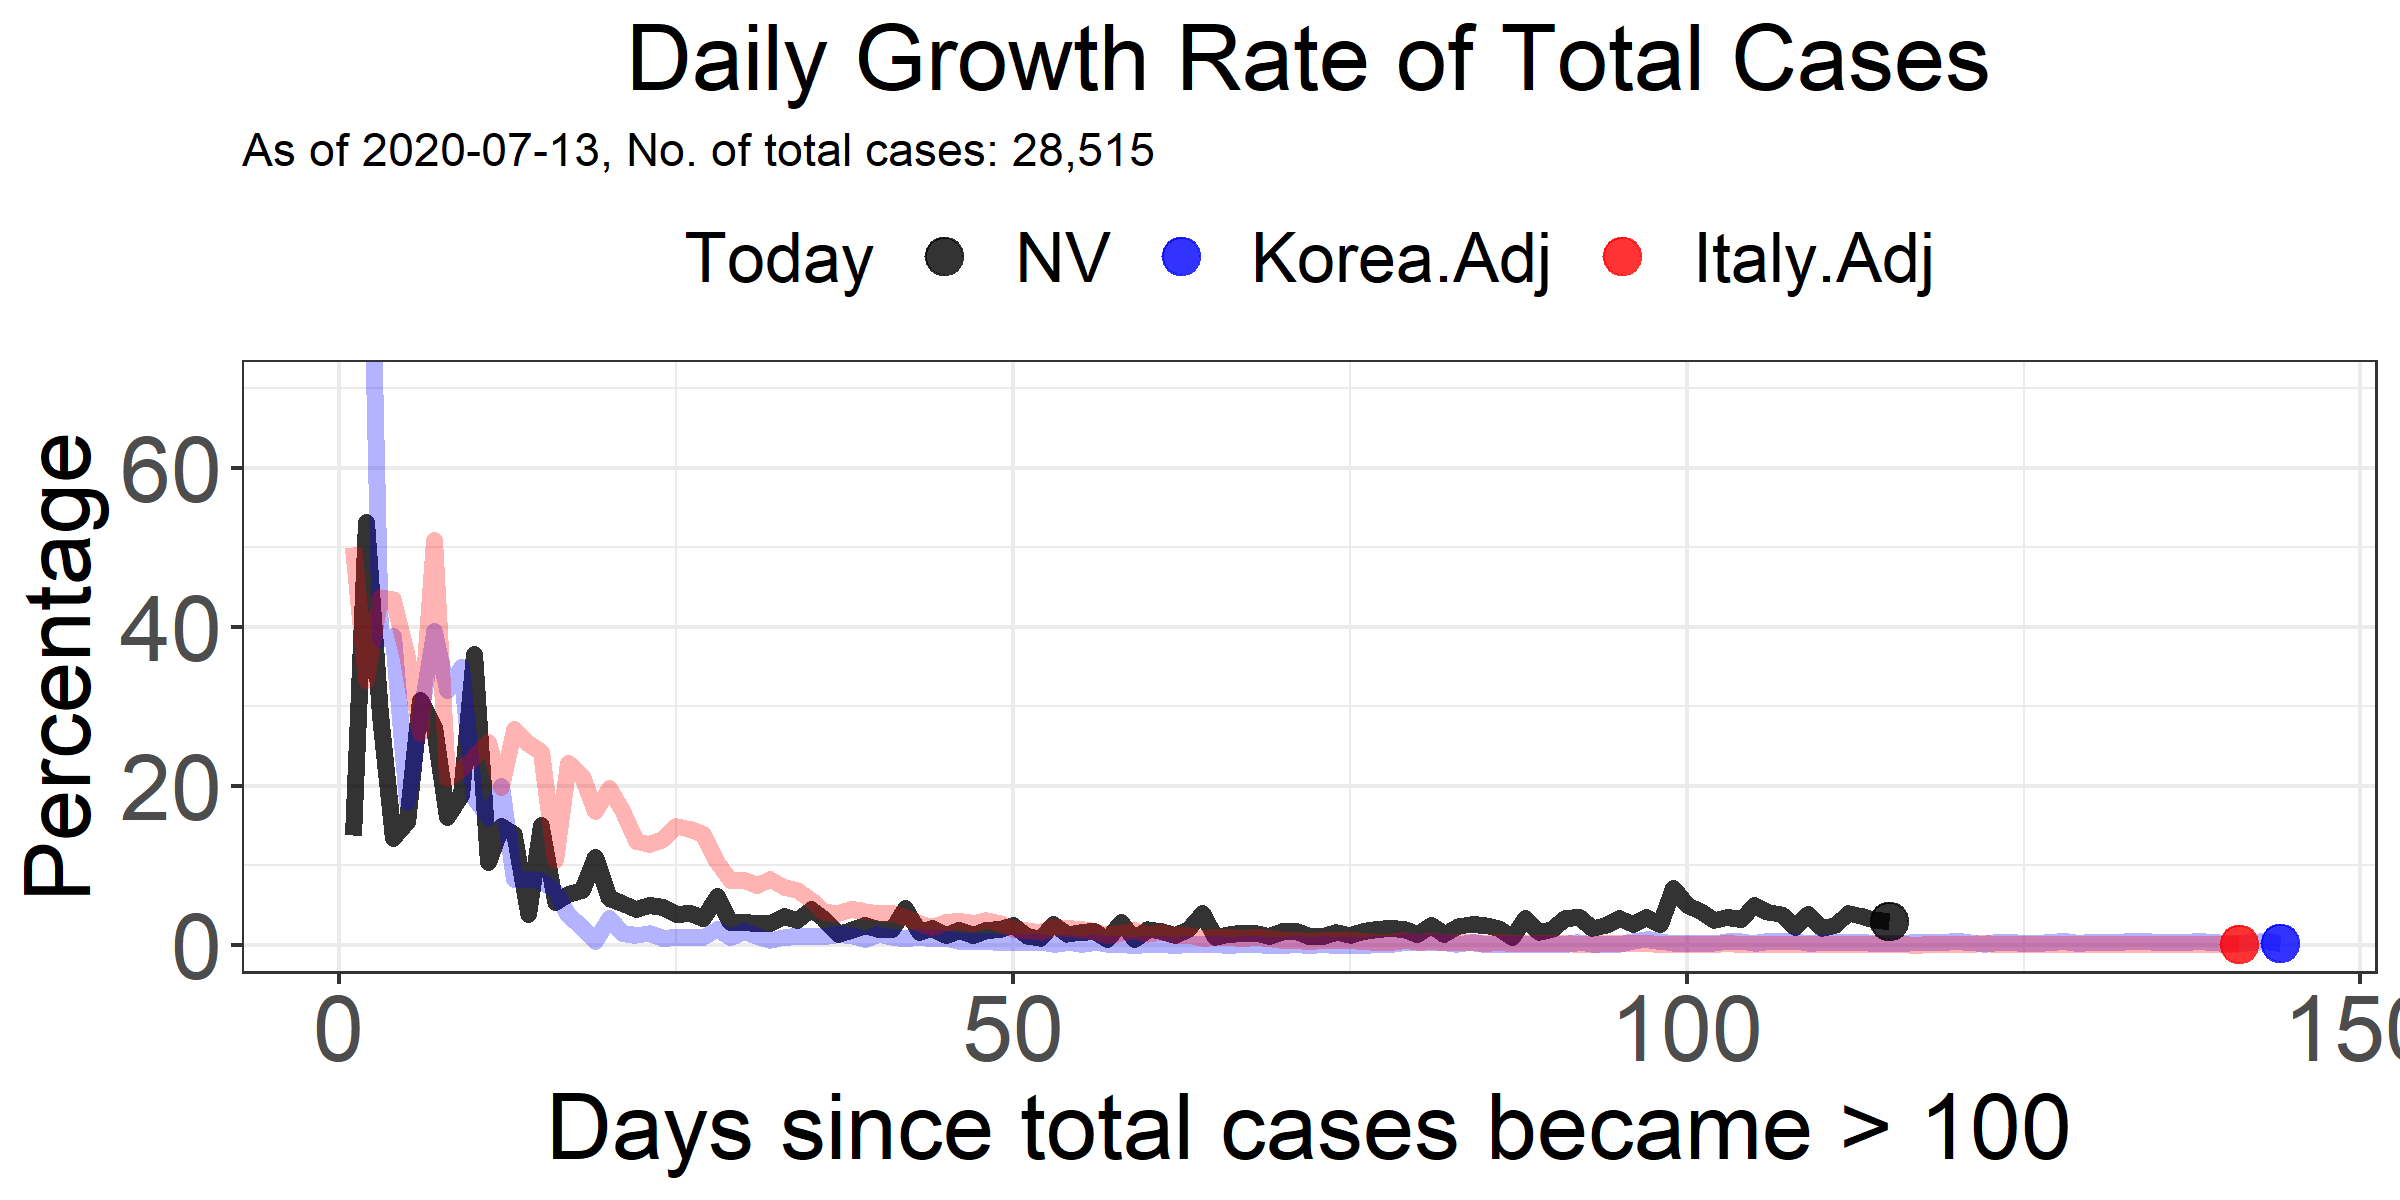 Daily Growth Rate of Total Cases
As of 2020-07-13, No. of total cases: 28,515
Today NV Korea.Adj Italy.Adj
Percentage
60
40
20
0
0 50 100 150
Days since total cases became > 100